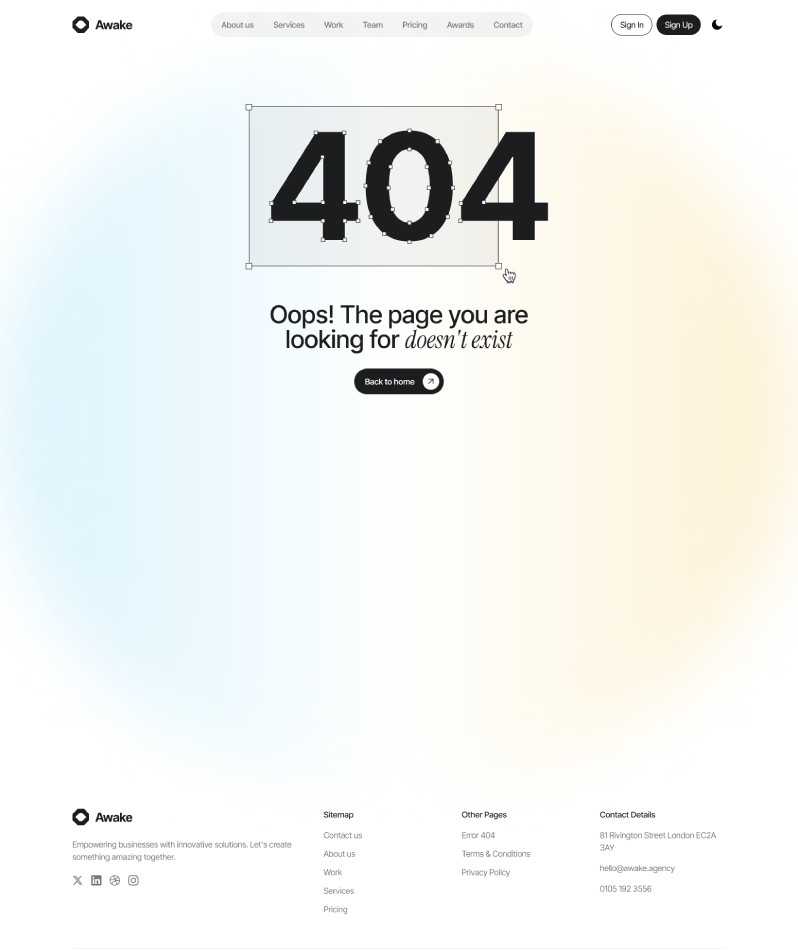 Awake
About us Services Work Team Pricing Awards Contact
Sign In Sign Up
404
Oops! The page you are
looking for doesn't exist
Back to home
Awake
Empowering businesses with innovative solutions. Let's create
something amazing together.
Sitemap
Contact us
About us
Work
Services
Pricing
Other Pages
Error 404
Terms & Conditions
Privacy Policy
Contact Details
81 Rivington Street London EC2A
3AY
hello@awake.agency
0105 192 3556